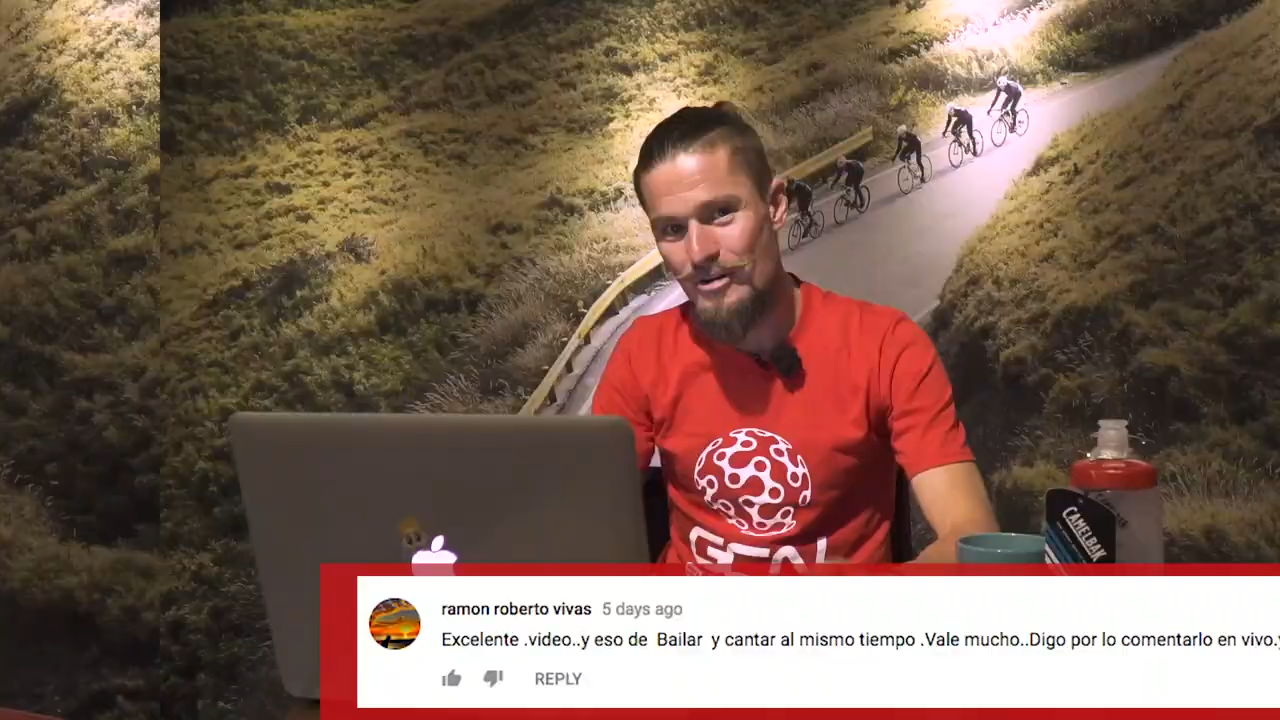 CAMELBAK
GCN
ramon roberto vivas 5 days ago
Excelente .video..y eso de Bailar y cantar al mismo tiempo .Vale mucho..Digo por lo comentarlo en vivo.y
REPLY